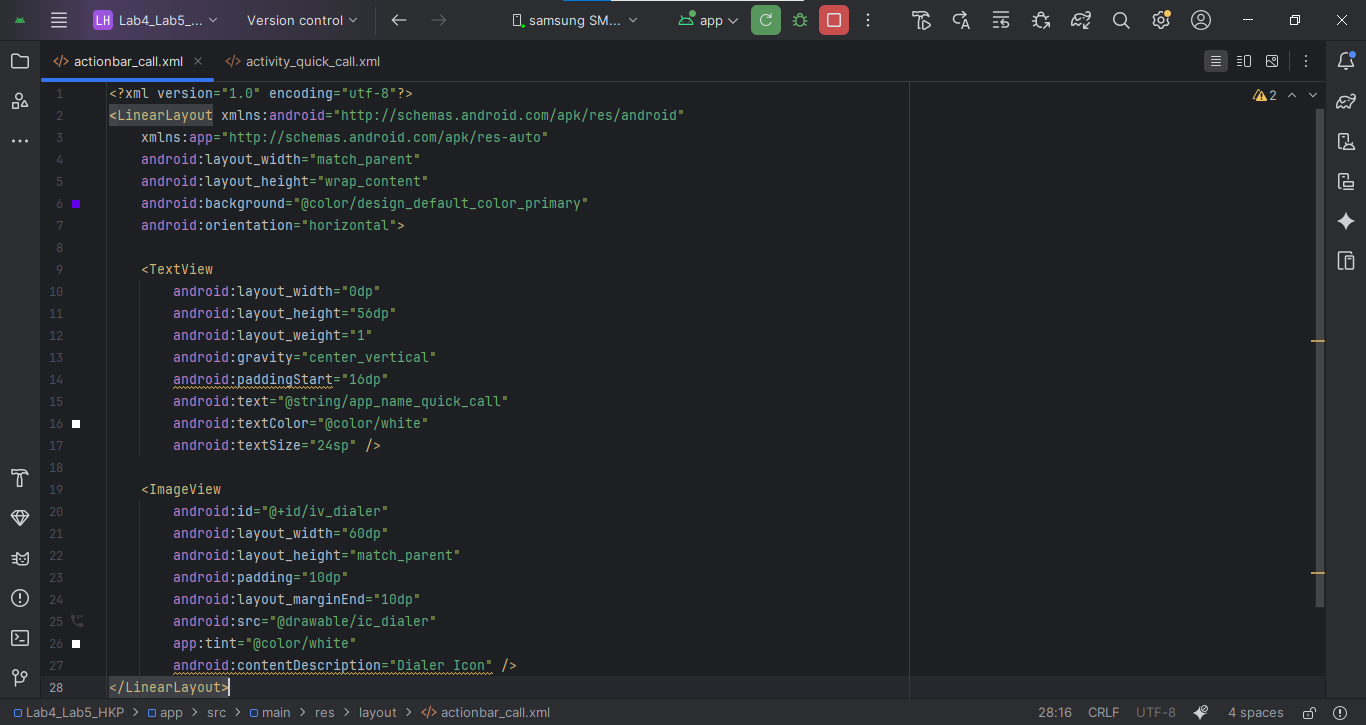 LH Lab4_Lab5_... Version control samsung SM... app
actionbar_call.xml activity_quick_call.xml
1 <?xml version="1.0" encoding="utf-8"?> 2
2 <LinearLayout xmlns:android="http://schemas.android.com/apk/res/android"
3 xmlns:app="http://schemas.android.com/apk/res-auto"
4 android:layout_width="match_parent"
5 android:layout_height="wrap_content"
6 android:background="@color/design_default_color_primary"
7 android:orientation="horizontal">
8
9 <TextView
10 android:layout_width="0dp"
11 android:layout_height="56dp"
12 android:layout_weight="1"
13 android:gravity="center_vertical"
14 android:paddingStart="16dp"
15 android:text="@string/app_name_quick_call"
16 android:textColor="@color/white"
17 android:textSize="24sp" />
18
19 <ImageView
20 android:id="@+id/iv_dialer"
21 android:layout_width="60dp"
22 android:layout_height="match_parent"
23 android:padding="10dp"
24 android:layout_marginEnd="10dp"
25 android:src="@drawable/ic_dialer"
26 app:tint="@color/white"
27 android:contentDescription="Dialer Icon" />
28 </LinearLayout>
Lab4_Lab5_HKP > app > src > main > res > layout > actionbar_call.xml 28:16 CRLF UTF-8 4 spaces